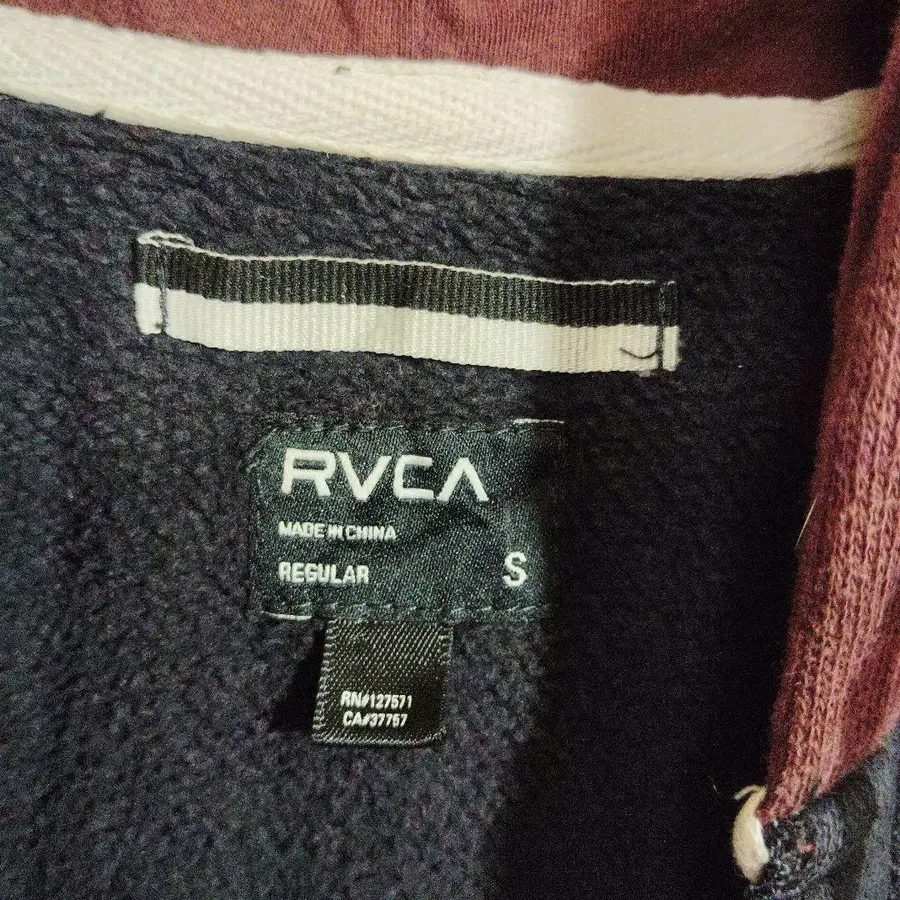 RVCA
MADE IN CHINA
REGULAR S
RN#127571
CA#37757